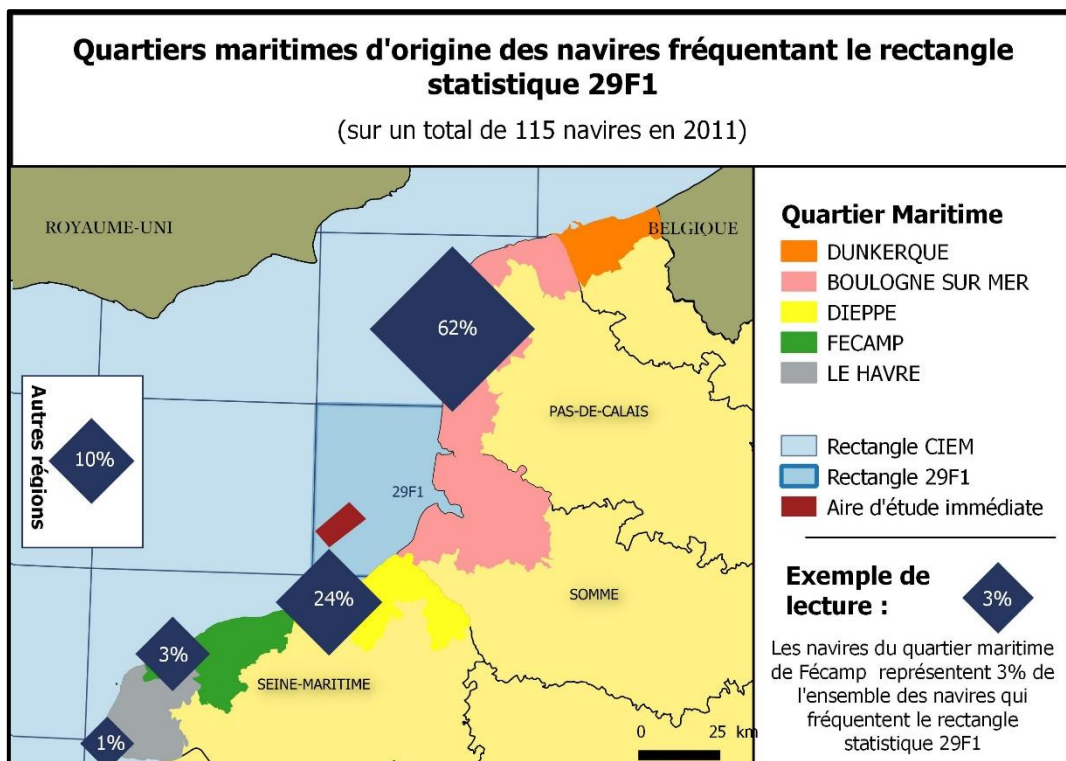 Quartiers maritimes d'origine des navires fréquentant le rectangle
statistique 29F1
(sur un total de 115 navires en 2011)
ROYAUME-UNI
BELGIQUE
62%
PAS-DE-CALAIS
Autres régions
10%
29F1
24%
SOMME
3%
SEINE-MARITIME
1%
0 25 km
Quartier Maritime
DUNKERQUE
BOULOGNE SUR MER
DIEPPE
FECAMP
LE HAVRE
Rectangle CIEM
Rectangle 29F1
Aire d'étude immédiate
Exemple de
lecture :
3%
Les navires du quartier maritime
de Fécamp représentent 3% de
l'ensemble des navires qui
fréquentent le rectangle
statistique 29F1